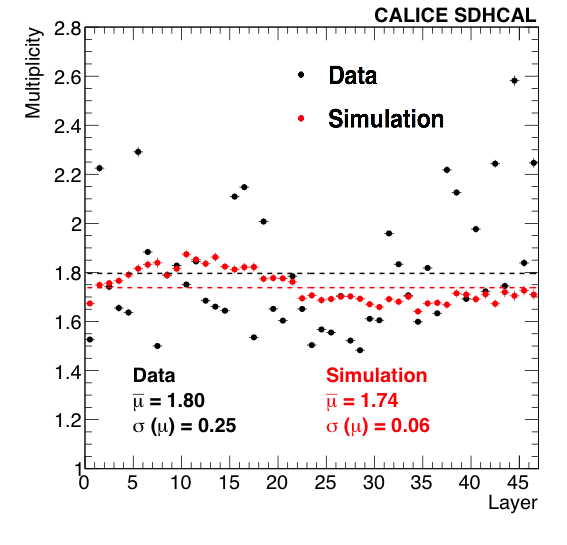 CALICE SDHCAL
Multiplicity
2.8
2.6
2.4
2.2
2
1.8
1.6
1.4
1.2
1
Data
Simulation
Data
μ̅ = 1.80
σ (μ) = 0.25
Simulation
μ̅ = 1.74
σ (μ) = 0.06
0 5 10 15 20 25 30 35 40 45
Layer